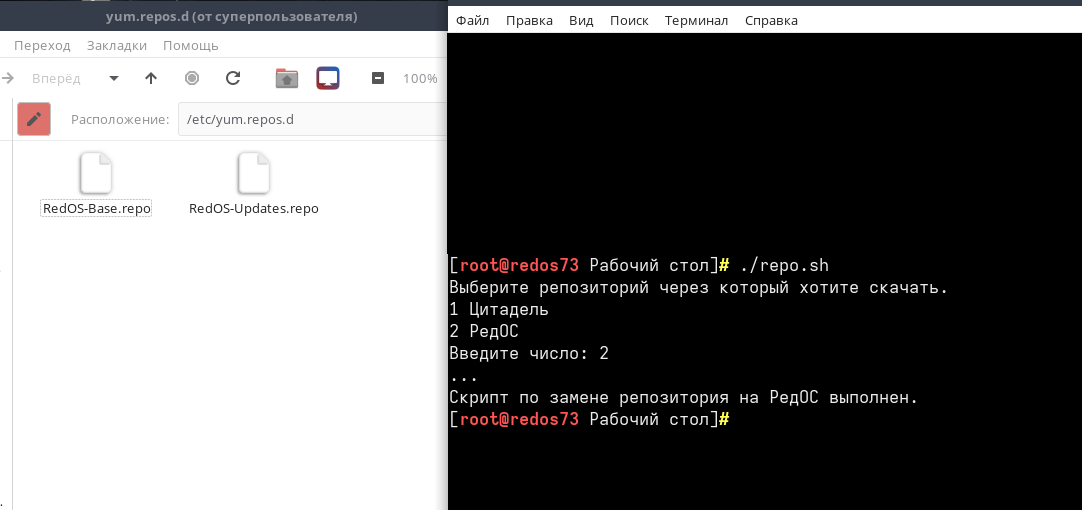 yum.repos.d (от суперпользователя)
Переход Закладки Помощь
Вперёд 100%
Расположение: /etc/yum.repos.d
RedOS-Base.repo RedOS-Updates.repo
Файл Правка Вид Поиск Терминал Справка
[root@redos73 Рабочий стол]# ./repo.sh
Выберите репозиторий через который хотите скачать.
1 Цитадель
2 РедОС
Введите число: 2
...
Скрипт по замене репозитория на РедОС выполнен.
[root@redos73 Рабочий стол]#